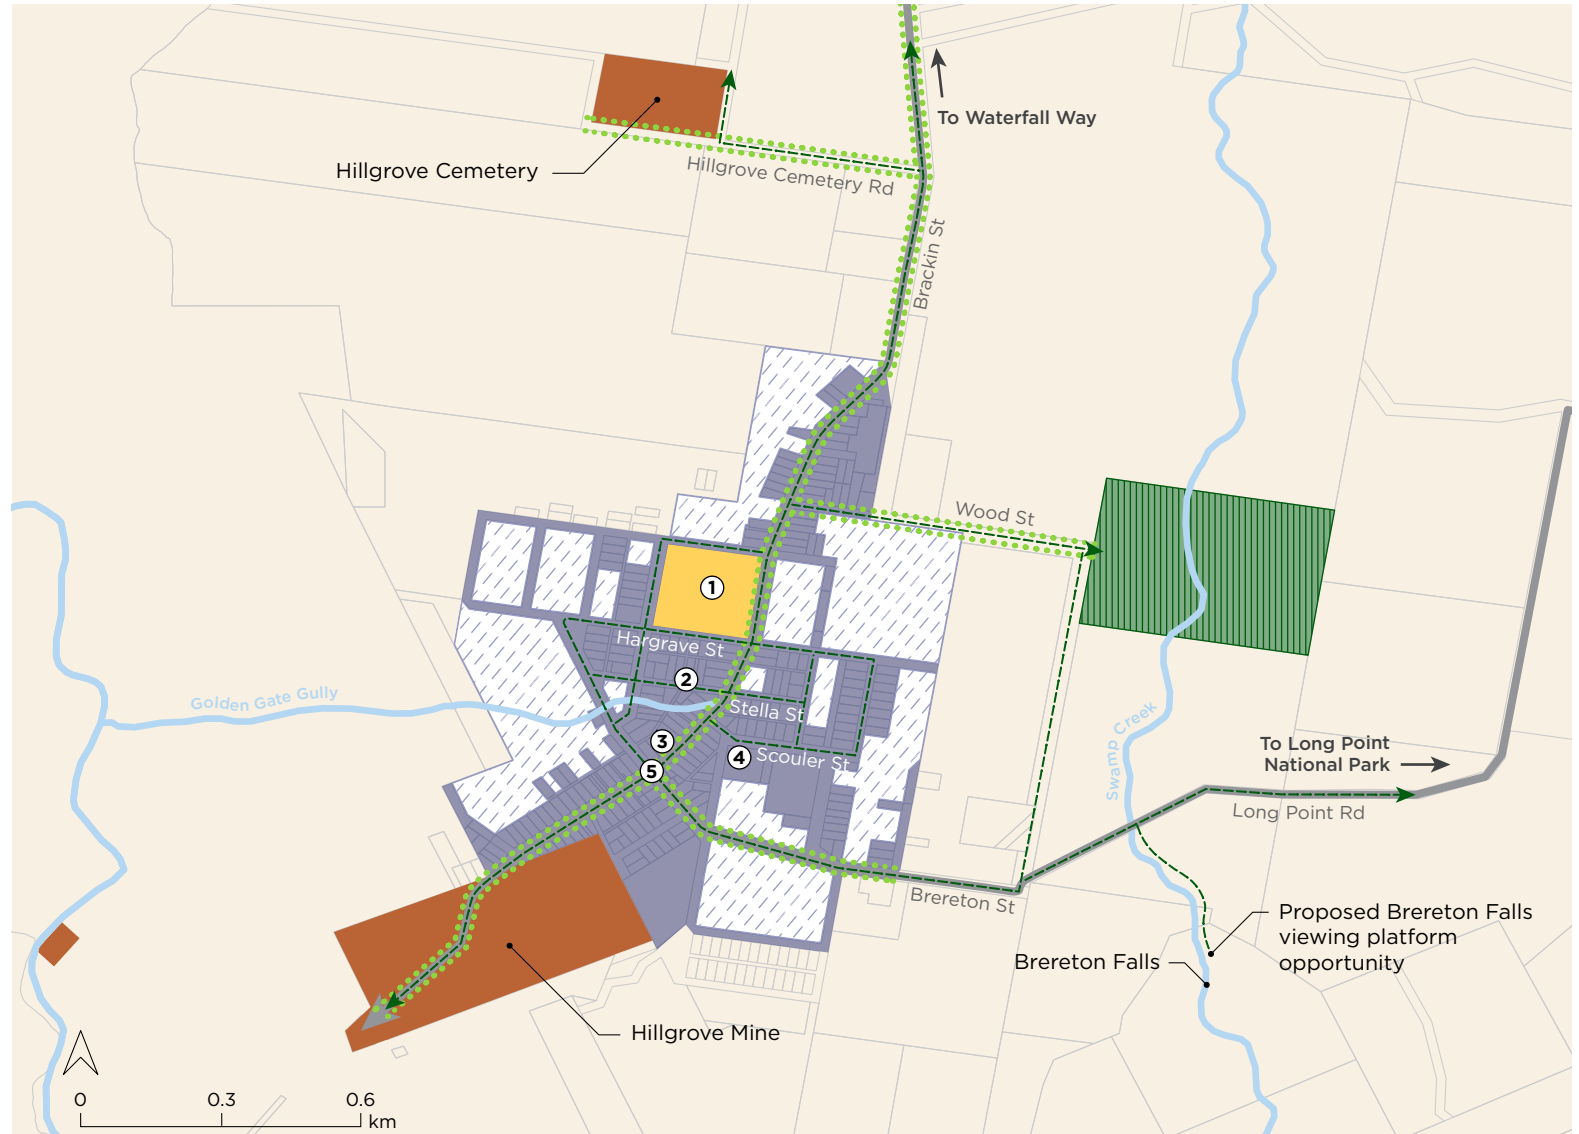 To Waterfall Way
Hillgrove Cemetery
Hillgrove Cemetery Rd
Brackin St
Wood St
1
Hargrave St
2
Golden Gate Gully
Stella St
3
4
Scouler St
5
Swamp Creek
To Long Point
National Park
Long Point Rd
Brereton St
Proposed Brereton Falls
viewing platform
opportunity
Brereton Falls
Hillgrove Mine
0
0.3
0.6
km